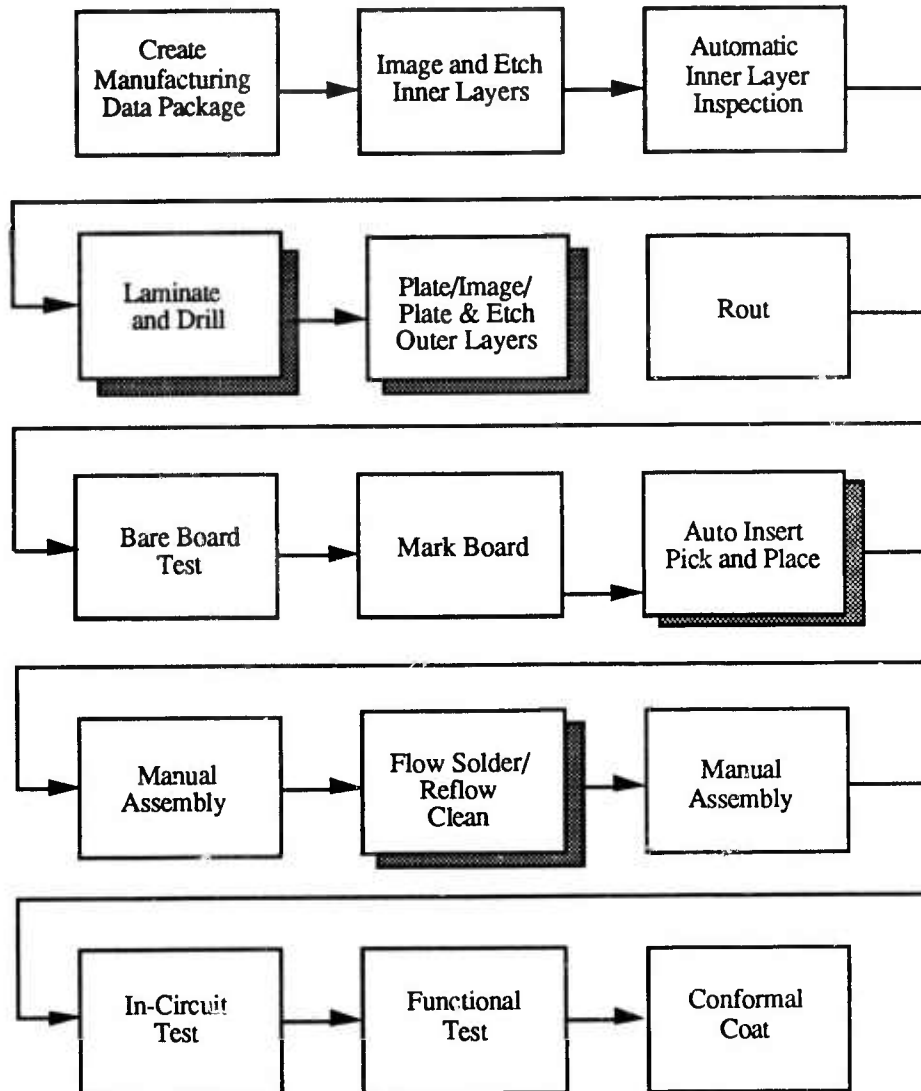 Create
Manufacturing
Data Package
Image and Etch
Inner Layers
Automatic
Inner Layer
Inspection
Laminate
and Drill
Plate/Image/
Plate & Etch
Outer Layers
Rout
Bare Board
Test
Mark Board
Auto Insert
Pick and Place
Manual
Assembly
Flow Solder/
Reflow
Clean
Manual
Assembly
In-Circuit
Test
Functional
Test
Conformal
Coat